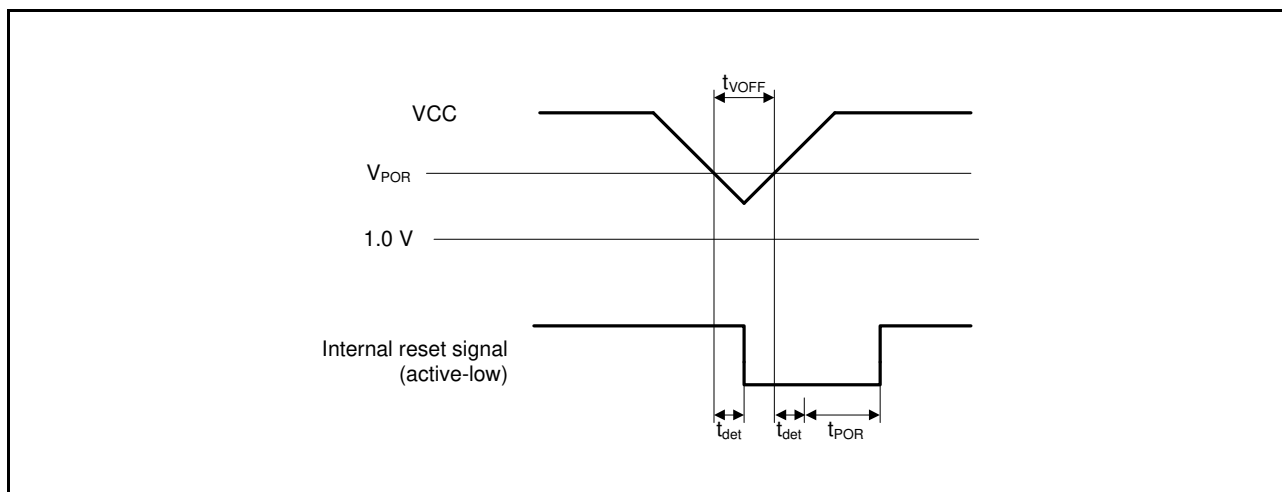 tVOFF
VCC
VPOR
1.0 V
Internal reset signal
(active-low)
tdet
tdet
tPOR